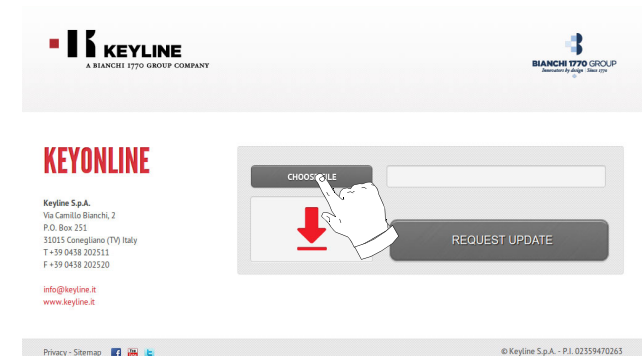 KEYLINE
A BIANCHI 1770 GROUP COMPANY
BIANCHI 1770 GROUP
Innovators by design - Since 1770
KEYONLINE
Keyline S.p.A.
Via Camillo Bianchi, 2
P.O. Box 251
31015 Conegliano (TV) Italy
T +39 0438 202511
F +39 0438 202520
info@keyline.it
www.keyline.it
CHOOSE FILE
REQUEST UPDATE
Privacy - Sitemap
© Keyline S.p.A. - P.I. 02359470263